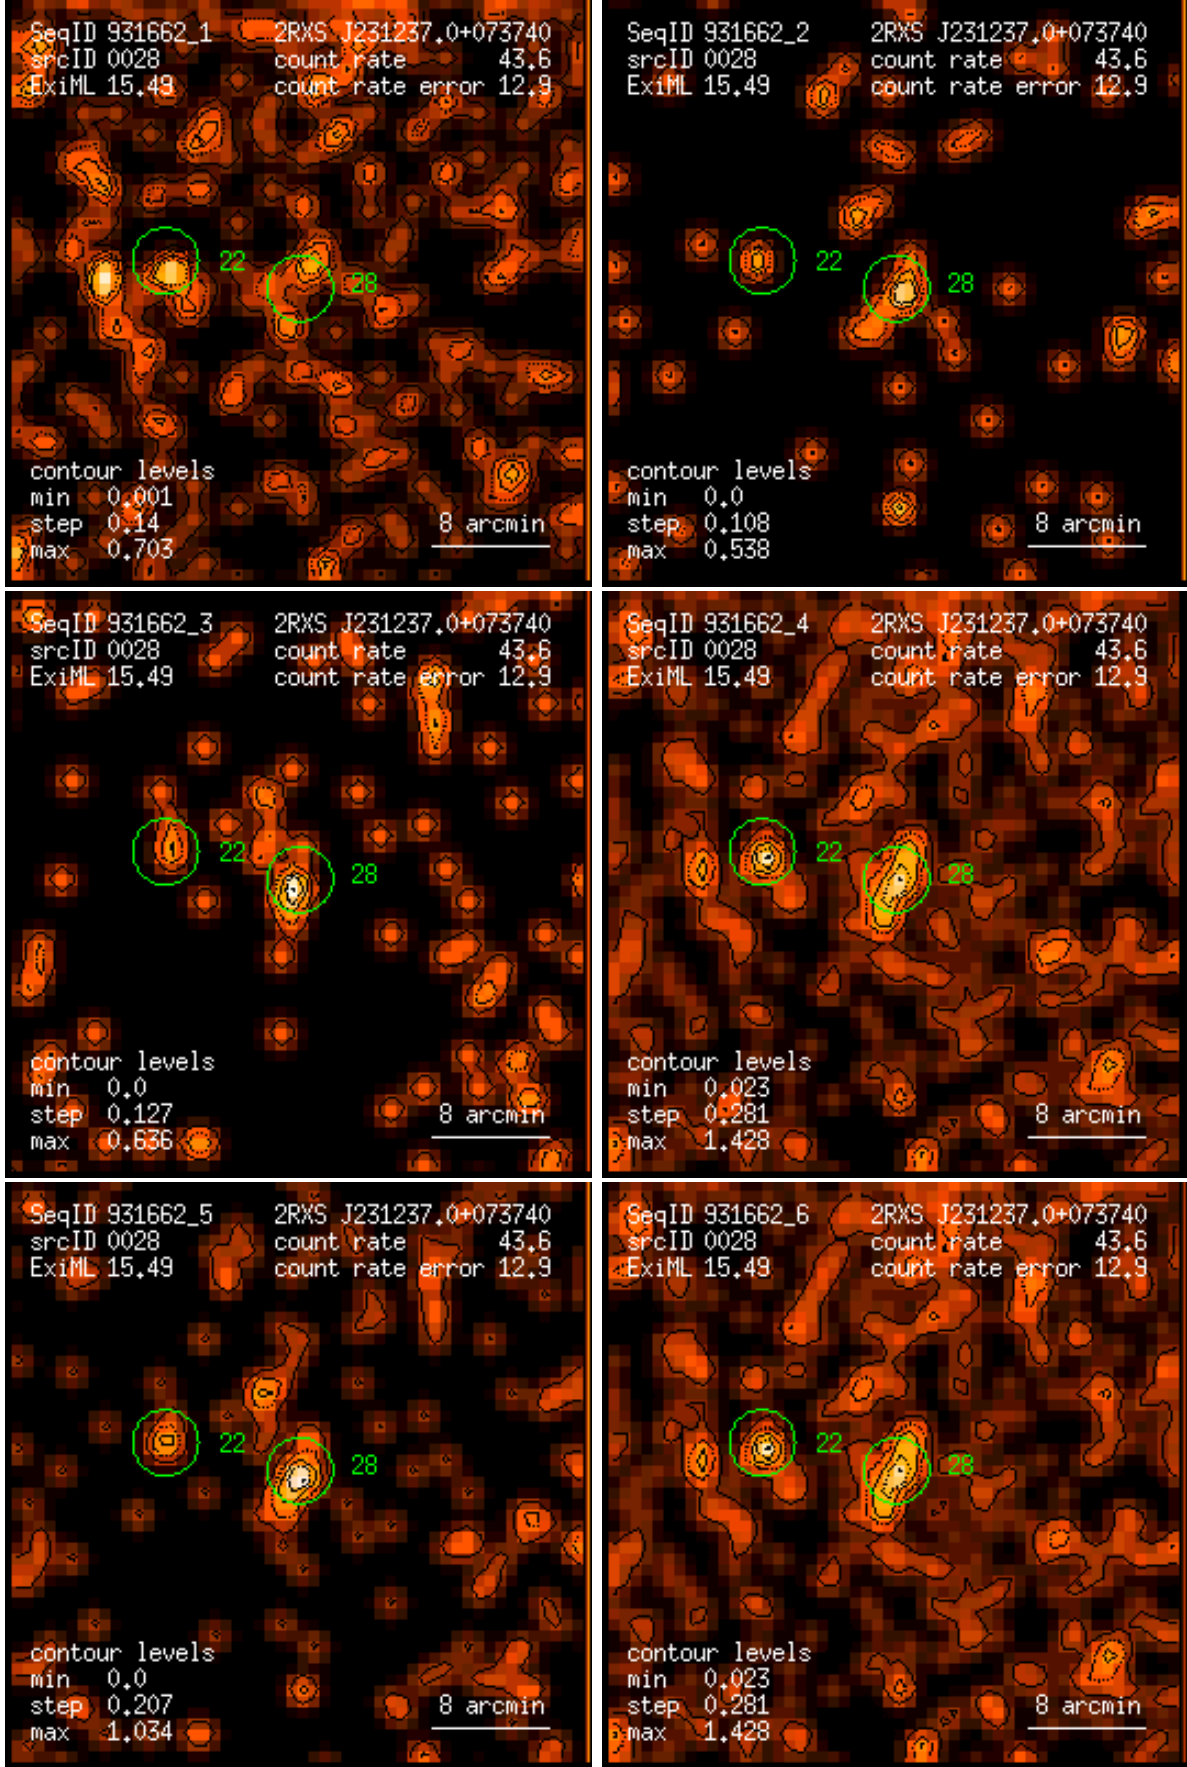 SeqID 931662_1 2RXS J231237.0+073740
srcID 0028 count rate 43.6
ExiML 15.49 count rate error 12.9
22
28
contour levels
min 0.001
step 0.14 8 arcmin
max 0.703
SeqID 931662_2 2RXS J231237.0+073740
srcID 0028 count rate 43.6
ExiML 15.49 count rate error 12.9
22
28
contour levels
min 0.0
step 0.108 8 arcmin
max 0.538
SeqID 931662_3 2RXS J231237.0+073740
srcID 0028 count rate 43.6
ExiML 15.49 count rate error 12.9
22
28
contour levels
min 0.0
step 0.127 8 arcmin
max 0.636
SeqID 931662_4 2RXS J231237.0+073740
srcID 0028 count rate 43.6
ExiML 15.49 count rate error 12.9
22
28
contour levels
min 0.023
step 0.281 8 arcmin
max 1.428
SeqID 931662_5 2RXS J231237.0+073740
srcID 0028 count rate 43.6
ExiML 15.49 count rate error 12.9
22
28
contour levels
min 0.0
step 0.207 8 arcmin
max 1.034
SeqID 931662_6 2RXS J231237.0+073740
srcID 0028 count rate 43.6
ExiML 15.49 count rate error 12.9
22
28
contour levels
min 0.023
step 0.281 8 arcmin
max 1.428